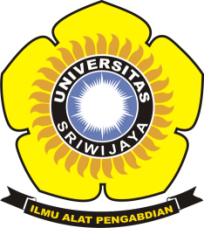 UNIVERSITAS
SRIWIJAYA
ILMU ALAT PENGABDIAN